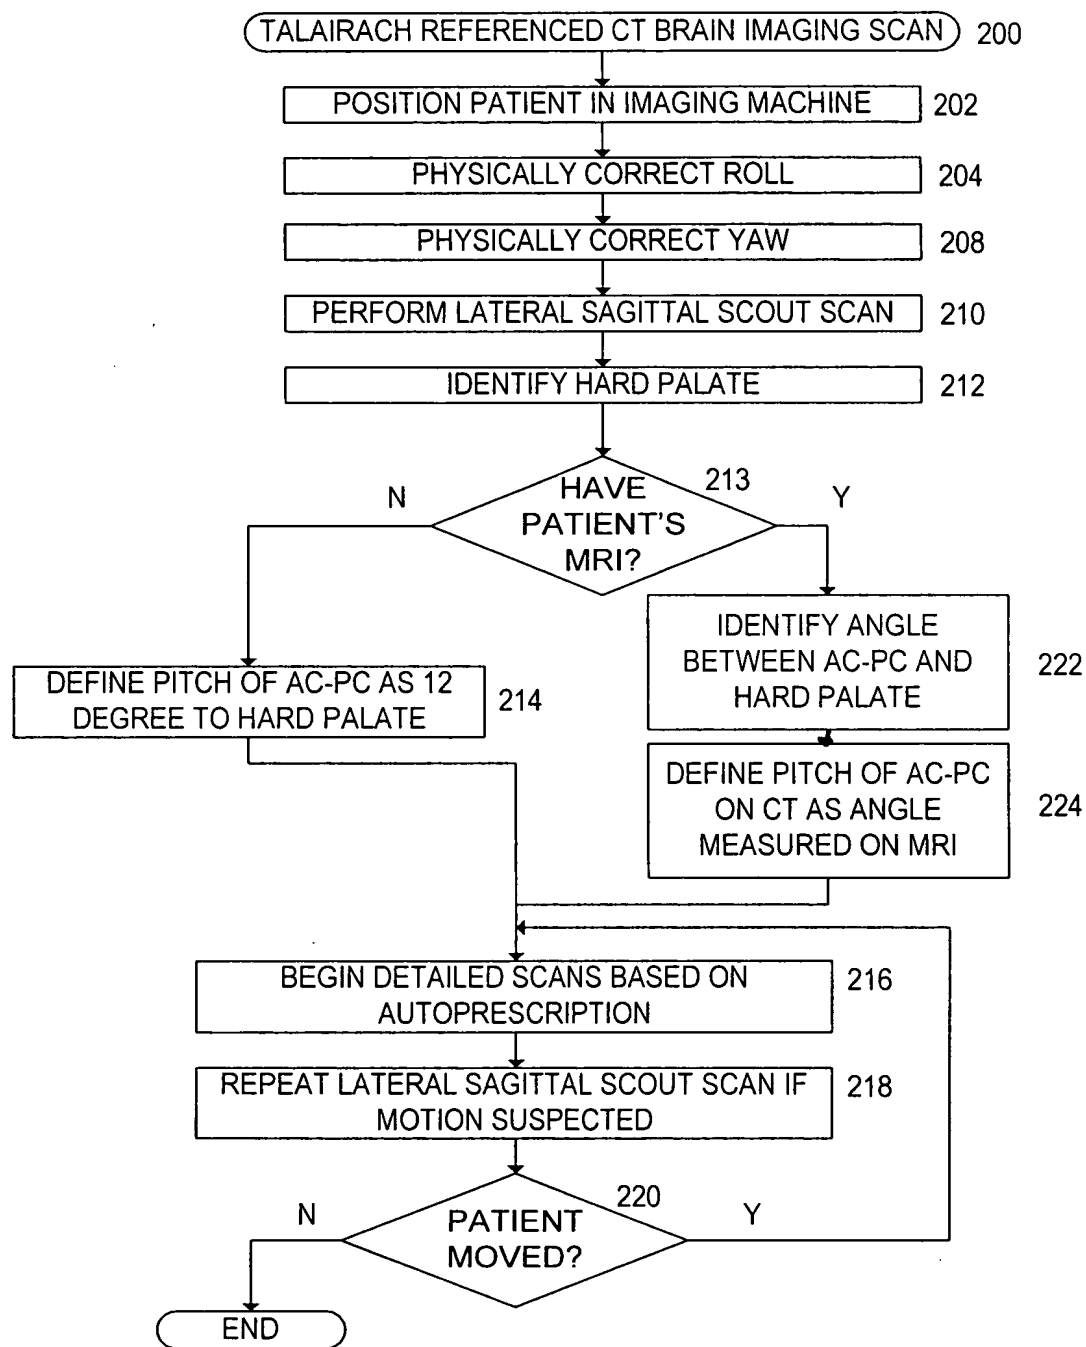 TALAIRACH REFERENCED CT BRAIN IMAGING SCAN 200
POSITION PATIENT IN IMAGING MACHINE 202
PHYSICALLY CORRECT ROLL 204
PHYSICALLY CORRECT YAW 208
PERFORM LATERAL SAGITTAL SCOUT SCAN 210
IDENTIFY HARD PALATE 212
213
N
HAVE
PATIENT'S
MRI?
Y
DEFINE PITCH OF AC-PC AS 12
DEGREE TO HARD PALATE
214
IDENTIFY ANGLE
BETWEEN AC-PC AND
HARD PALATE
222
DEFINE PITCH OF AC-PC
ON CT AS ANGLE
MEASURED ON MRI
224
BEGIN DETAILED SCANS BASED ON
AUTOPRESCRIPTION
216
REPEAT LATERAL SAGITTAL SCOUT SCAN IF
MOTION SUSPECTED
218
220
N
PATIENT
MOVED?
Y
END